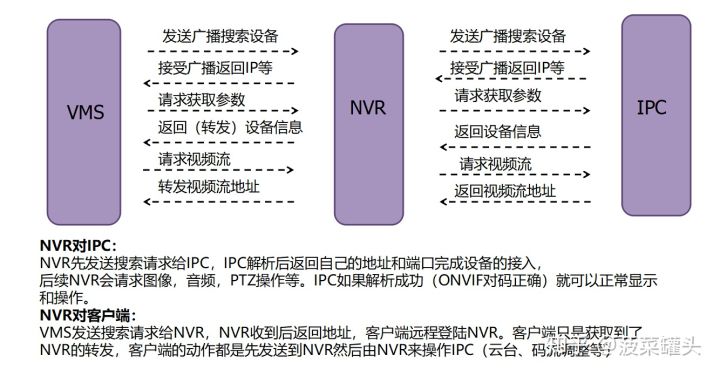 VMS
发送广播搜索设备
接受广播返回IP等
请求获取参数
返回（转发）设备信息
请求视频流
转发视频流地址
NVR
发送广播搜索设备
接受广播返回IP等
请求获取参数
返回设备信息
请求视频流
返回视频流地址
IPC
NVR对IPC：
NVR先发送搜索请求给IPC，IPC解析后返回自己的地址和端口完成设备的接入，
后续NVR会请求图像，音频，PTZ操作等。IPC如果解析成功（ONVIF对码正确）就可以正常显示
和操作。
NVR对客户端：
VMS发送搜索请求给NVR，NVR收到后返回地址，客户端远程登陆NVR。客户端只是获取到了
NVR的转发，客户端的动作都是先发送到NVR然后由NVR来操作IPC（云台、码流调整等）
知乎 @菠菜罐头